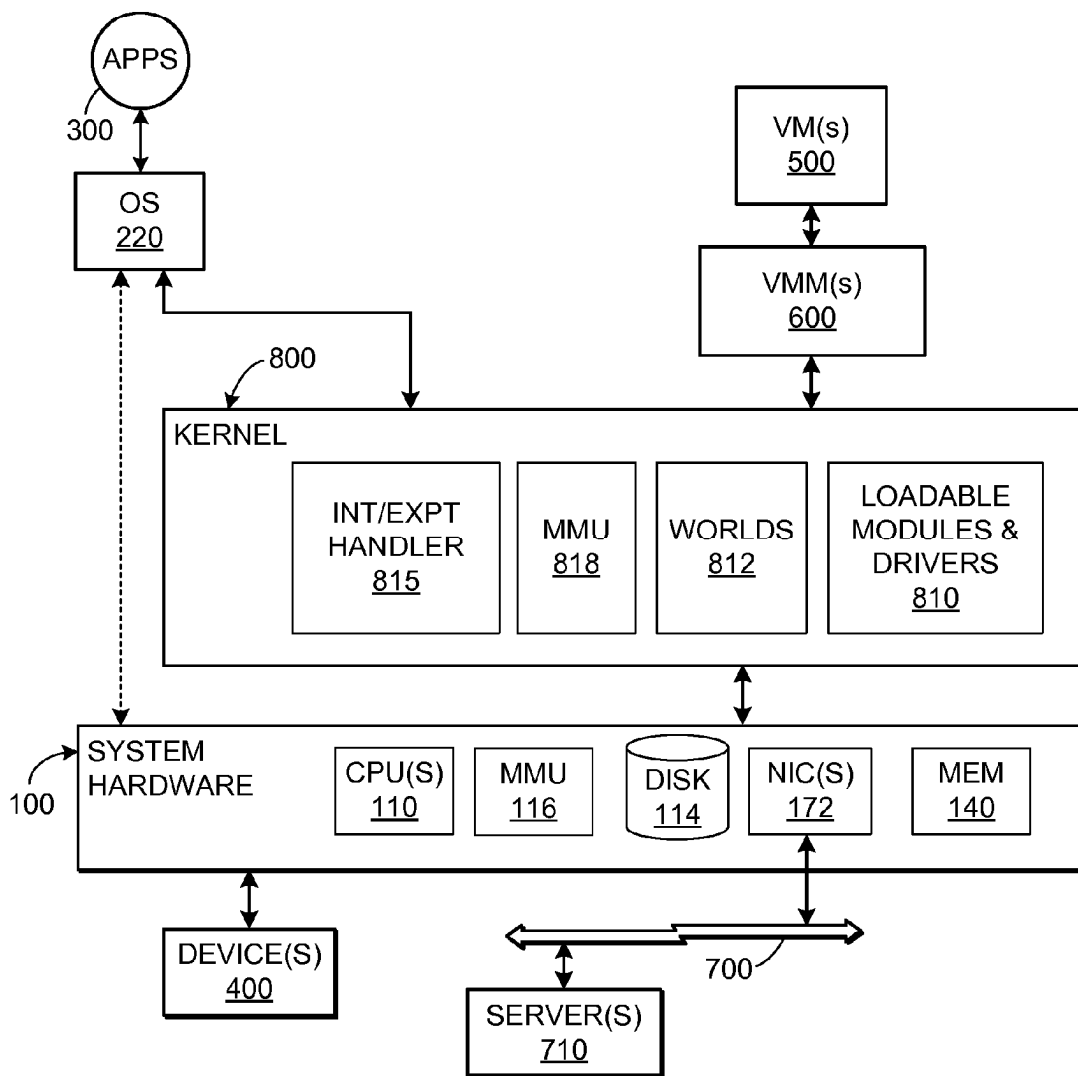 APPS
300
OS
220
VM(s)
500
VMM(s)
600
800
KERNEL
INT/EXPT
HANDLER
815
MMU
818
WORLDS
812
LOADABLE
MODULES &
DRIVERS
810
SYSTEM
HARDWARE
100
CPU(S)
110
MMU
116
DISK
114
NIC(S)
172
MEM
140
DEVICE(S)
400
700
SERVER(S)
710